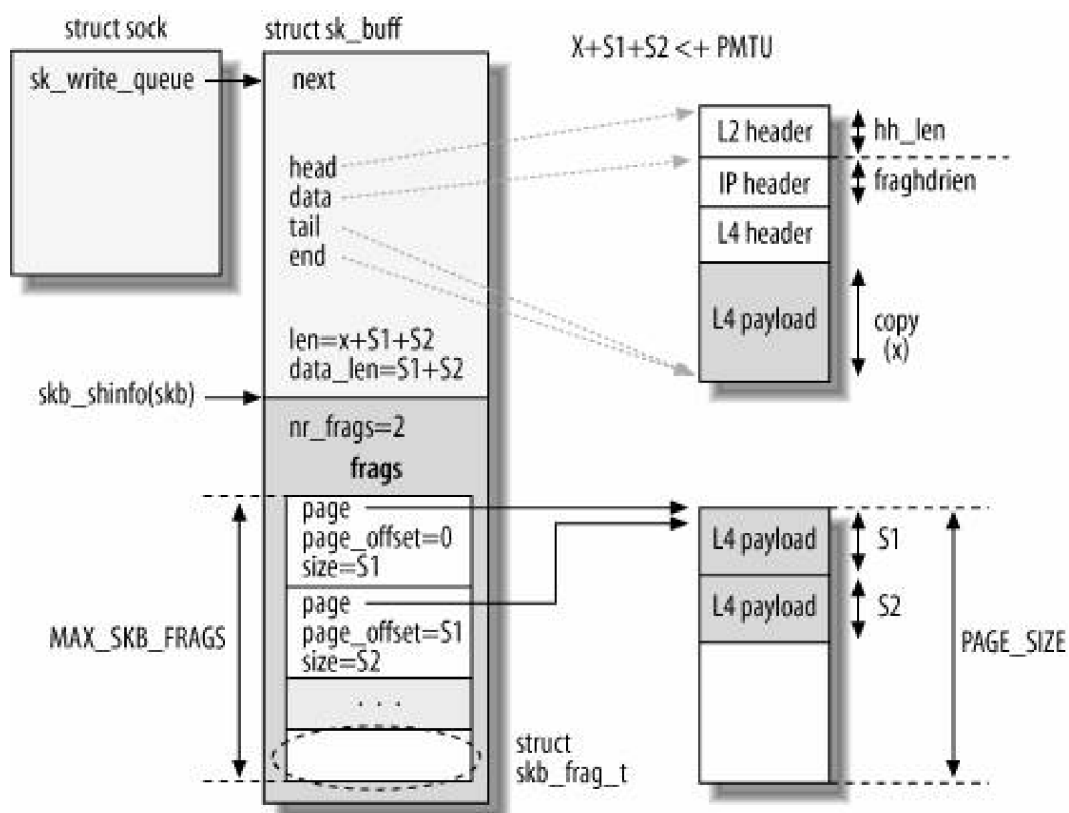 struct sock
sk_write_queue
struct sk_buff
next
head
data
tail
end
len=x+S1+S2
data_len=S1+S2
skb_shinfo(skb)
nr_frags=2
frags
page
page_offset=0
size=S1
page
page_offset=S1
size=S2
. . .
MAX_SKB_FRAGS
struct
skb_frag_t
X+S1+S2 <+ PMTU
L2 header
hh_len
IP header
fraghdrien
L4 header
L4 payload
copy
(x)
L4 payload
S1
L4 payload
S2
PAGE_SIZE